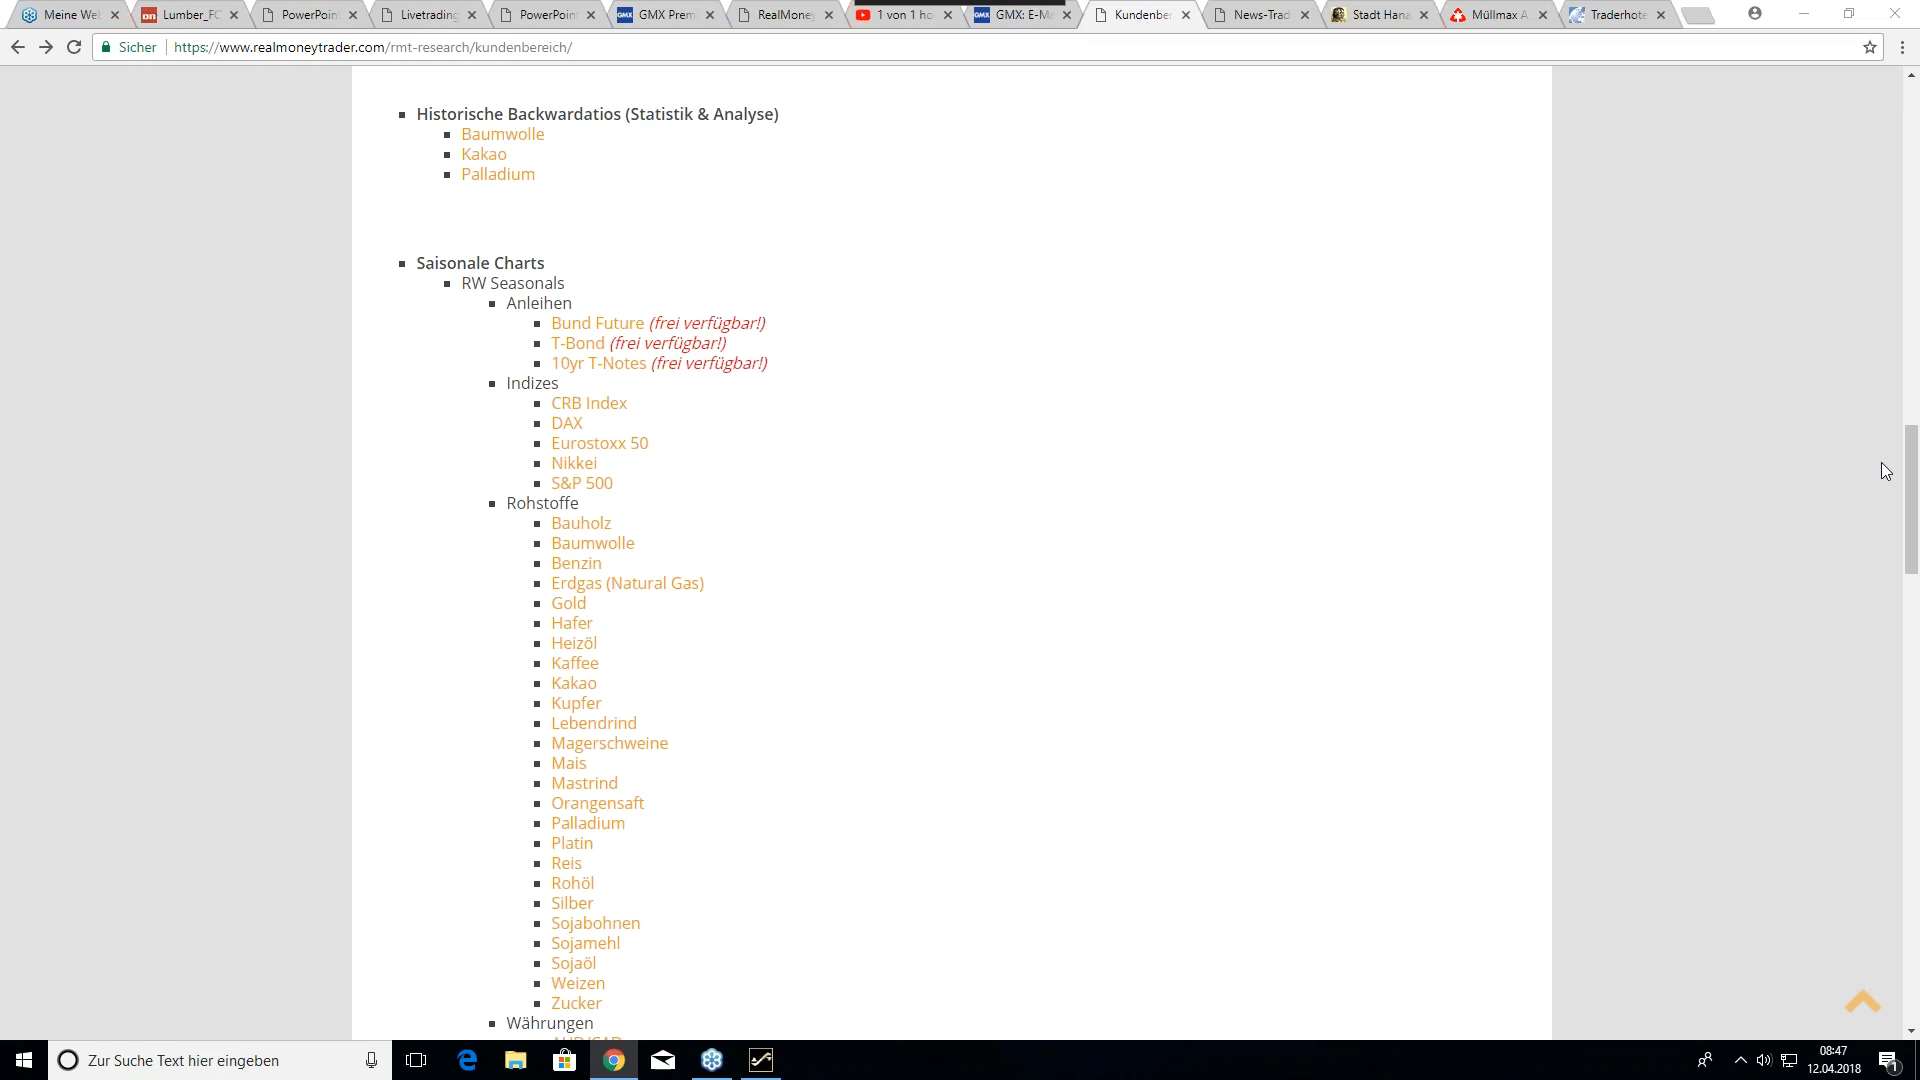 Meine We
Lumber_FC
PowerPoin
Livetrading
PowerPoin
GMX Prem
RealMoney
1 von 1 ho
GMX: E-Ma
Kundenbe
News-Trad
Stadt Hana
Müllmax A
Traderhote
Sicher
https://www.realmoneytrader.com/rmt-research/kundenbereich/
Historische Backwardatios (Statistik & Analyse)
Baumwolle
Kakao
Palladium
Saisonale Charts
RW Seasonals
Anleihen
Bund Future (frei verfügbar!)
T-Bond (frei verfügbar!)
10yr T-Notes (frei verfügbar!)
Indizes
CRB Index
DAX
Eurostoxx 50
Nikkei
S&P 500
Rohstoffe
Bauholz
Baumwolle
Benzin
Erdgas (Natural Gas)
Gold
Hafer
Heizöl
Kaffee
Kakao
Kupfer
Lebendrind
Magerschweine
Mais
Mastrind
Orangensaft
Palladium
Platin
Reis
Rohöl
Silber
Sojabohnen
Sojamehl
Sojaöl
Weizen
Zucker
Währungen
Zur Suche Text hier eingeben
08:47
12.04.2018
1